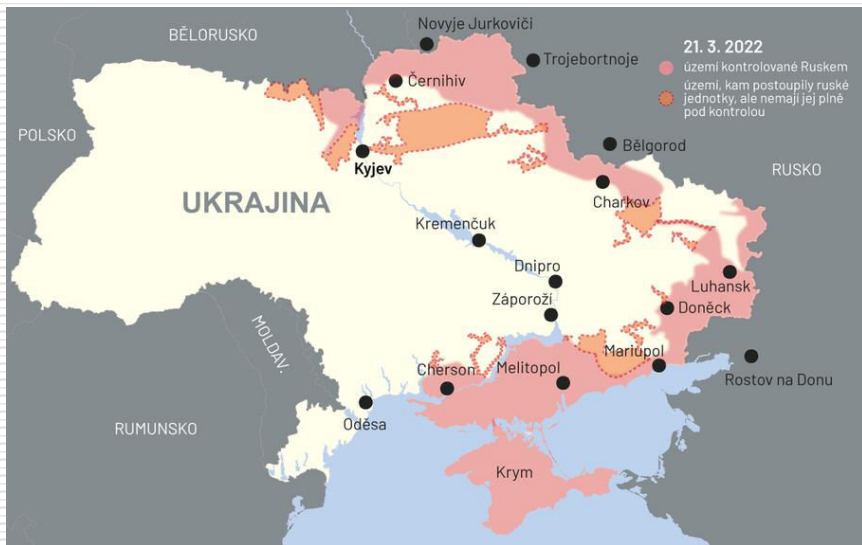 Novyje Jurkoviči
BĚLORUSKO
21. 3. 2022
Trojebortnoje
území kontrolované Ruskem
Černihiv
území, kam postoupily ruské
jednotky, ale nemají jej plně
pod kontrolou
POLSKO
Bělgorod
Kyjev
RUSKO
UKRAJINA
Charkov
Kremenčuk
Dnipro
Luhansk
Záporoží
Doněck
MOLDAV.
Mariupol
Cherson
Melitopol
Rostov na Donu
Oděsa
RUMUNSKO
Krym